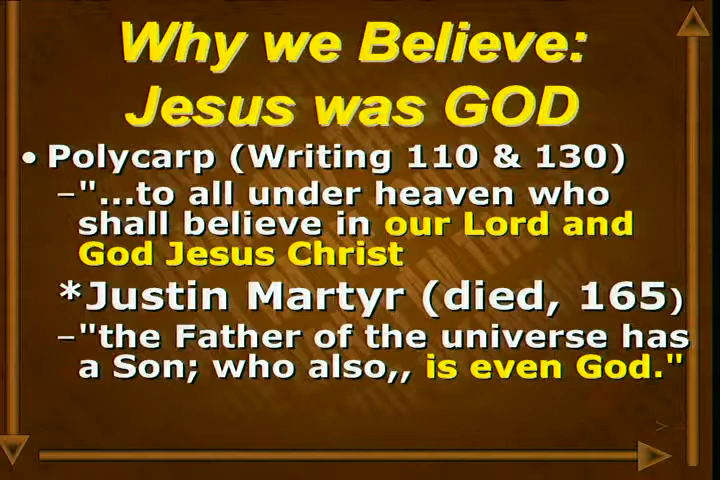 Why we Believe:
Jesus was GOD
• Polycarp (Writing 110 & 130)
–"...to all under heaven who
shall believe in our Lord and
God Jesus Christ
*Justin Martyr (died, 165)
–"the Father of the universe has
a Son; who also,, is even God."